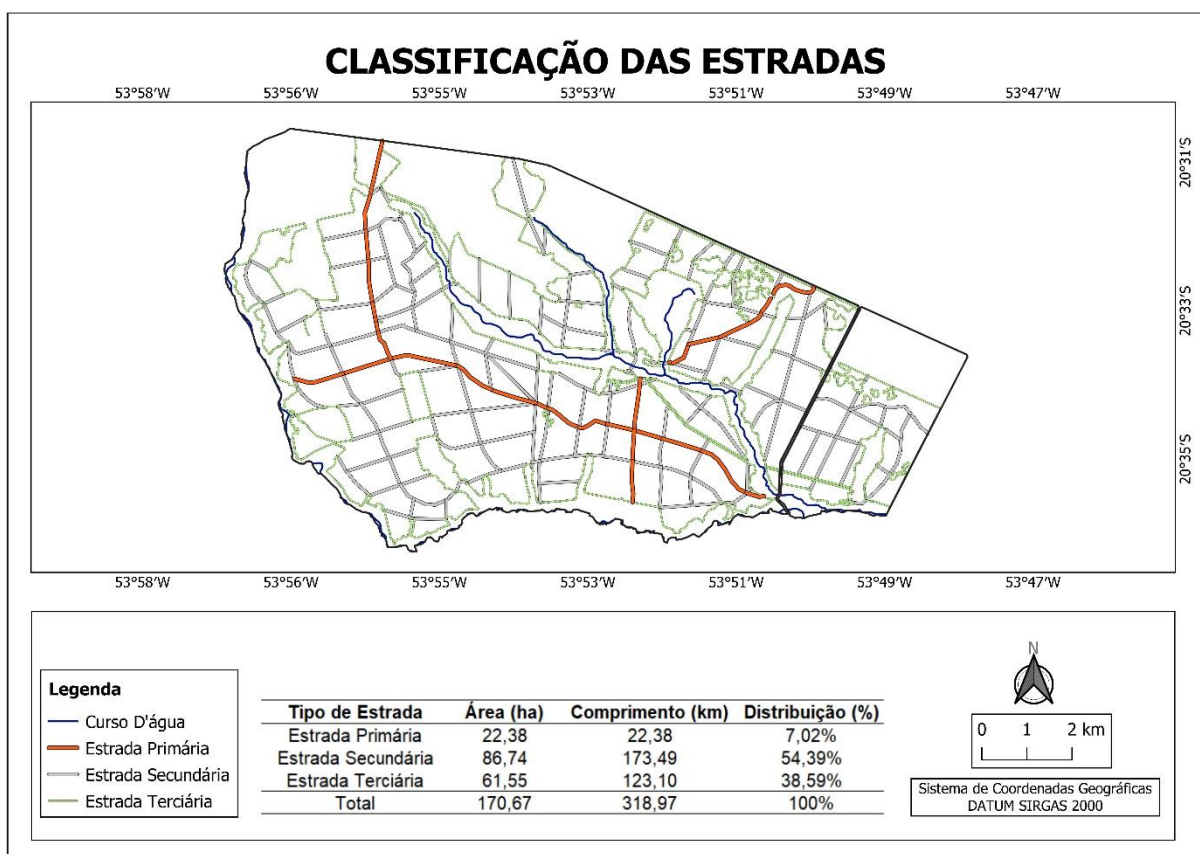 CLASSIFICAÇÃO DAS ESTRADAS
53°58'W 53°56'W 53°55'W 53°53'W 53°51'W 53°49'W 53°47'W
20°31'S
20°33'S
20°35'S
53°58'W 53°56'W 53°55'W 53°53'W 53°51'W 53°49'W 53°47'W
Legenda
Curso D'água
Estrada Primária
Estrada Secundária
Estrada Terciária
Tipo de Estrada Área (ha) Comprimento (km) Distribuição (%)
Estrada Primária 22,38 22,38 7,02%
Estrada Secundária 86,74 173,49 54,39%
Estrada Terciária 61,55 123,10 38,59%
Total 170,67 318,97 100%
N
0 1 2 km
Sistema de Coordenadas Geográficas
DATUM SIRGAS 2000